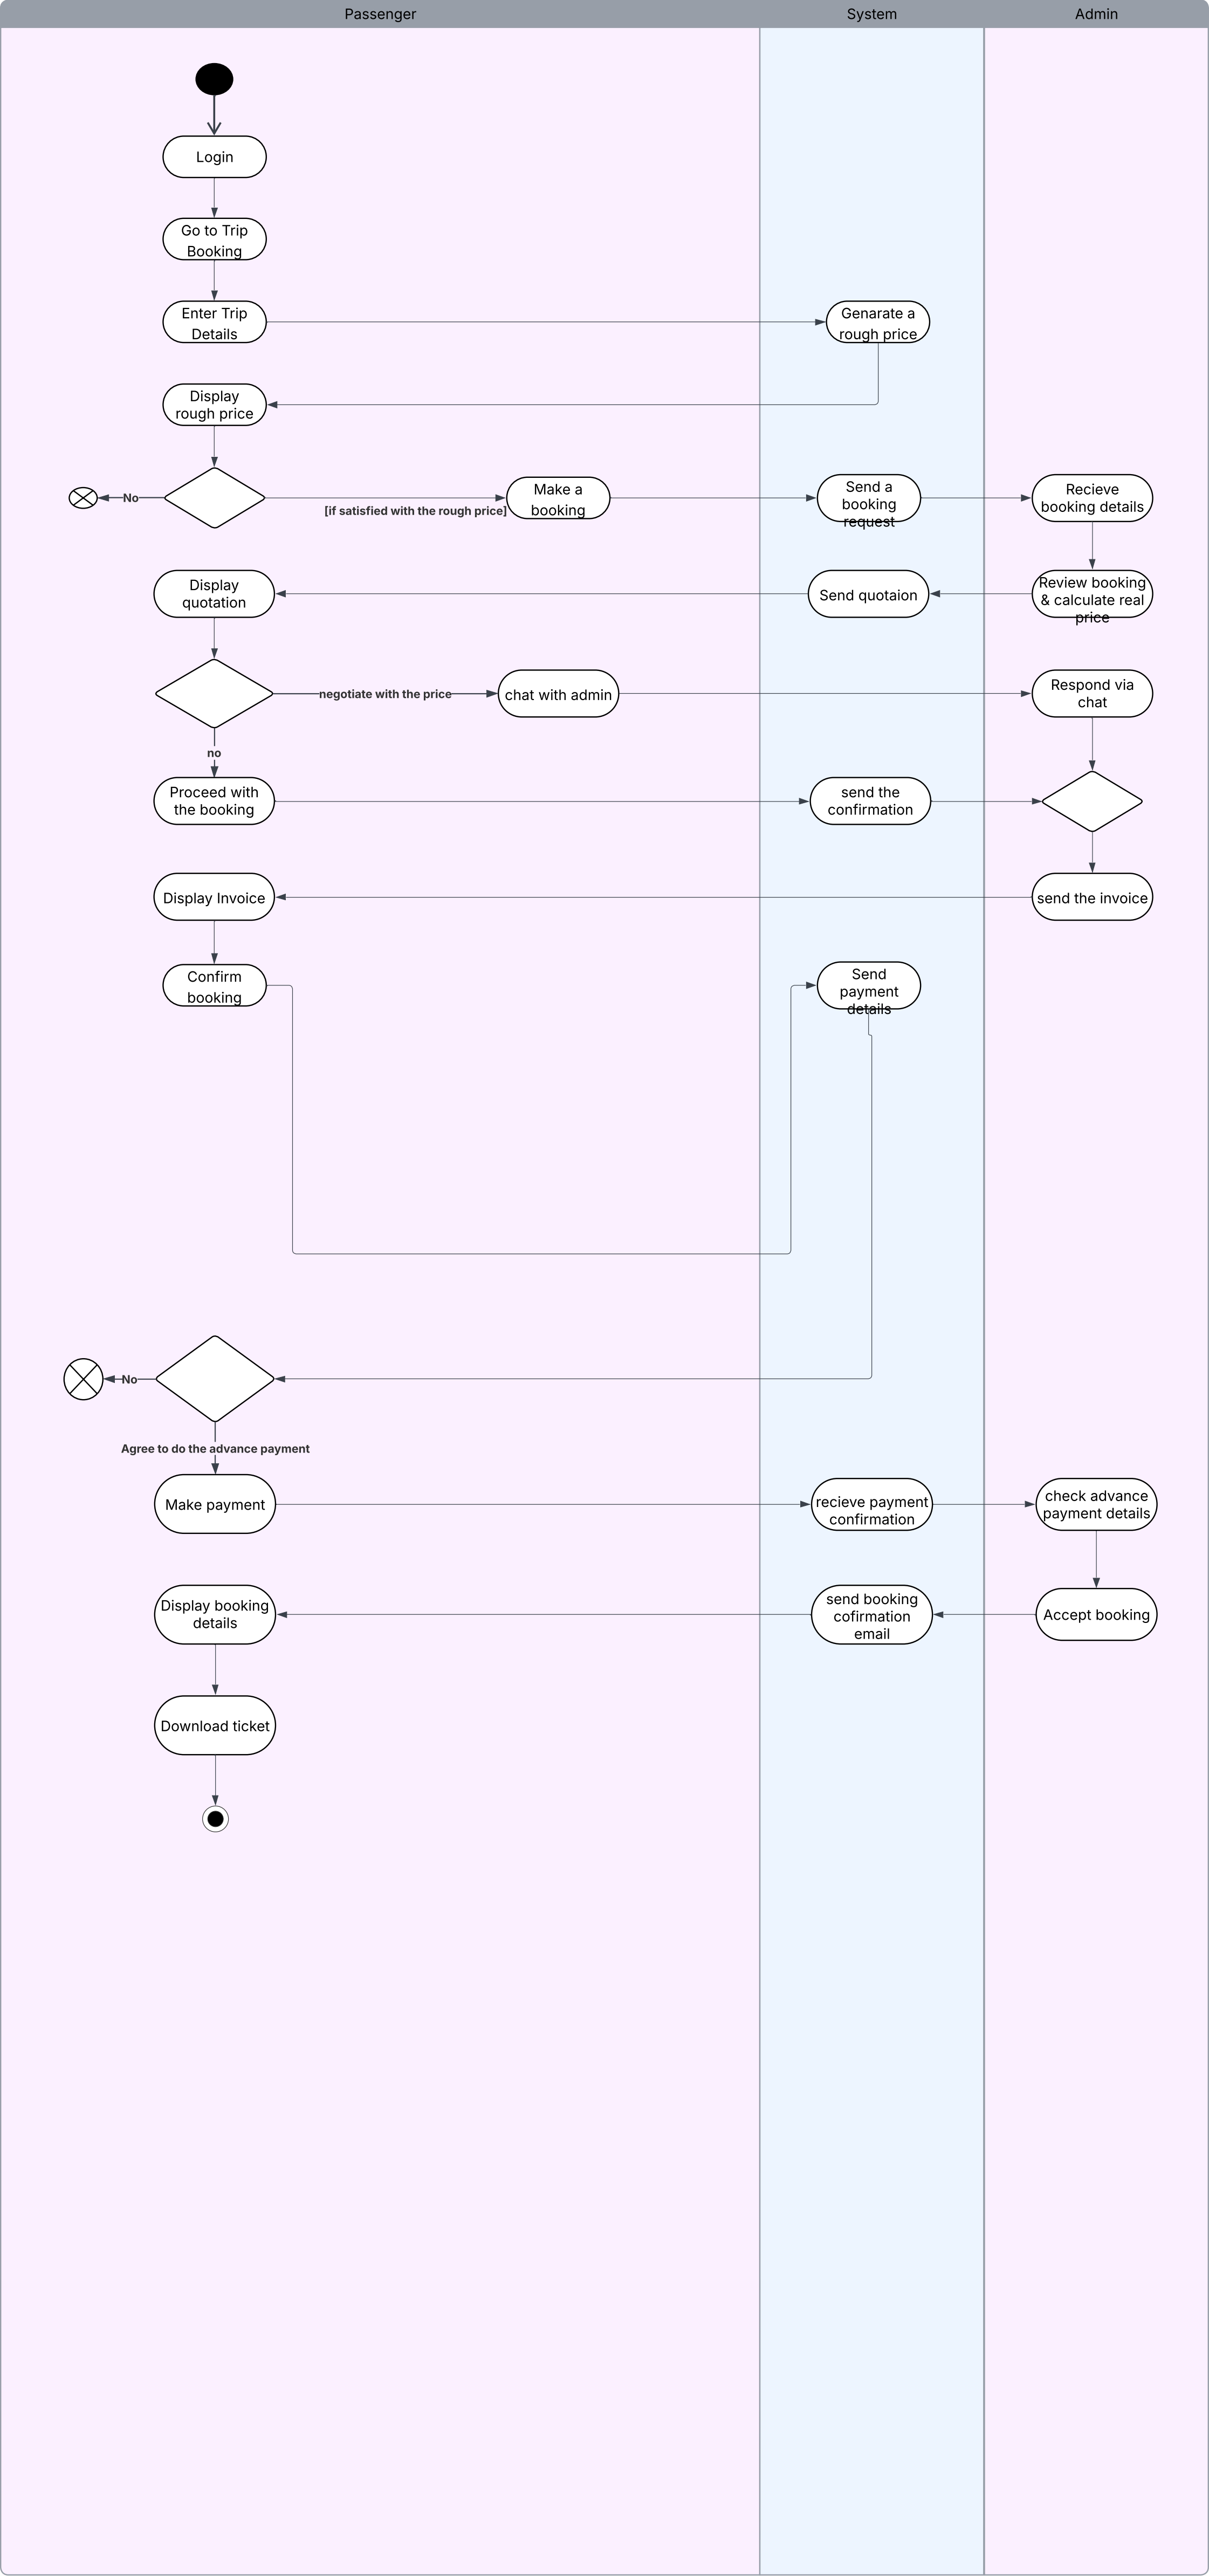 Passenger
System
Admin
Login
Go to Trip
Booking
Enter Trip
Details
Genarate a
rough price
Display
rough price
No
[if satisfied with the rough price]
Make a
booking
Send a
booking
request
Recieve
booking details
Display
quotation
Send quotaion
Review booking
& calculate real
price
negotiate with the price
chat with admin
Respond via
chat
no
Proceed with
the booking
send the
confirmation
Display Invoice
send the invoice
Confirm
booking
Send
payment
details
No
Agree to do the advance payment
Make payment
recieve payment
confirmation
check advance
payment details
Display booking
details
send booking
cofirmation
email
Accept booking
Download ticket